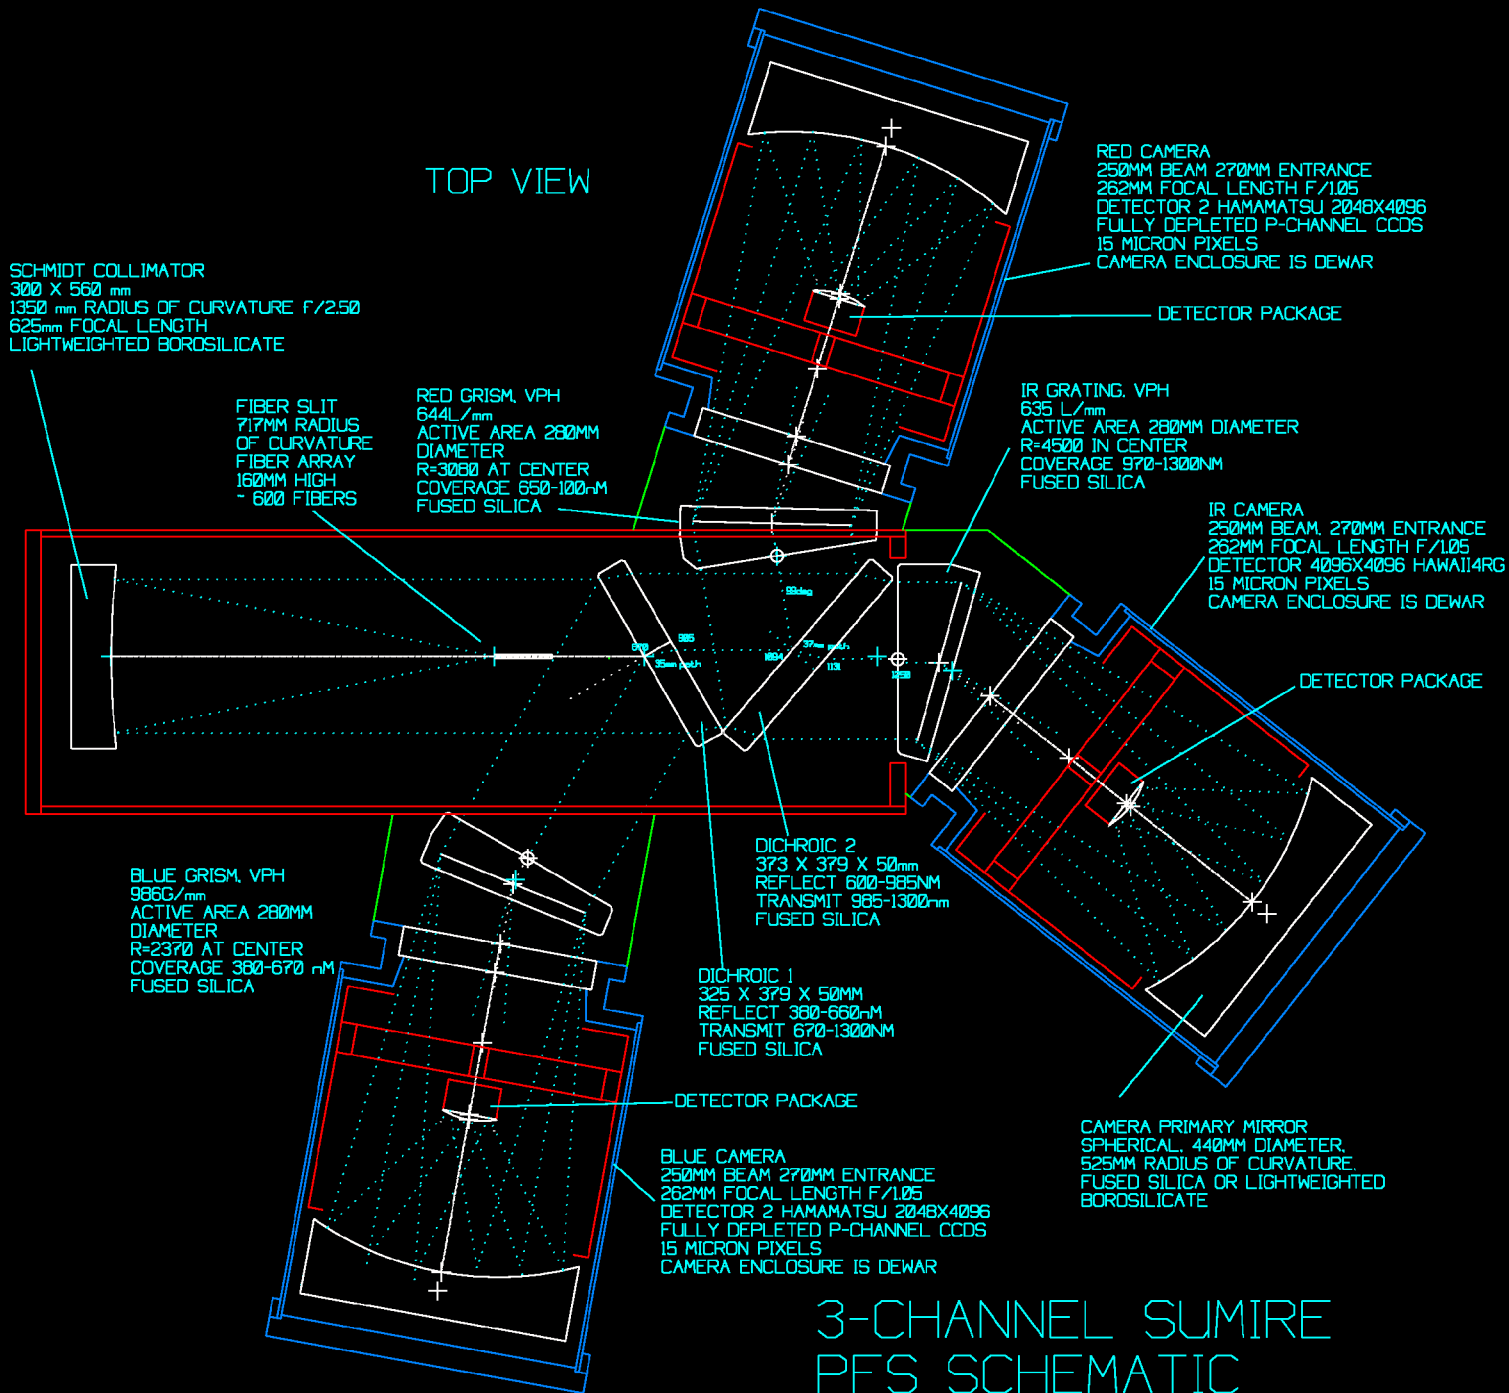 TOP VIEW
RED CAMERA
250MM BEAM 270MM ENTRANCE
262MM FOCAL LENGTH F/1.05
DETECTOR 2 HAMAMATSU 2048X4096
FULLY DEPLETED P-CHANNEL CCDS
15 MICRON PIXELS
CAMERA ENCLOSURE IS DEWAR
DETECTOR PACKAGE
SCHMIDT COLLIMATOR
300 X 560 mm
1350 mm RADIUS OF CURVATURE F/2.50
625mm FOCAL LENGTH
LIGHTWEIGHTED BOROSILICATE
FIBER SLIT
717MM RADIUS
OF CURVATURE
FIBER ARRAY
160MM HIGH
~ 600 FIBERS
RED GRISM, VPH
644L/mm
ACTIVE AREA 280MM
DIAMETER
R=3080 AT CENTER
COVERAGE 650-100nM
FUSED SILICA
IR GRATING, VPH
635 L/mm
ACTIVE AREA 280MM DIAMETER
R=4500 IN CENTER
COVERAGE 970-1300NM
FUSED SILICA
IR CAMERA
250MM BEAM, 270MM ENTRANCE
262MM FOCAL LENGTH F/1.05
DETECTOR 4096X4096 HAWAII4RG
15 MICRON PIXELS
CAMERA ENCLOSURE IS DEWAR
99deg
670
905
35mm path
37mm path
1094
1131
1250
DETECTOR PACKAGE
BLUE GRISM, VPH
986G/mm
ACTIVE AREA 280MM
DIAMETER
R=2370 AT CENTER
COVERAGE 380-670 nM
FUSED SILICA
DICHROIC 2
373 X 379 X 50mm
REFLECT 600-985NM
TRANSMIT 985-1300nm
FUSED SILICA
DICHROIC 1
325 X 379 X 50MM
REFLECT 380-660nM
TRANSMIT 670-1300NM
FUSED SILICA
DETECTOR PACKAGE
BLUE CAMERA
250MM BEAM 270MM ENTRANCE
262MM FOCAL LENGTH F/1.05
DETECTOR 2 HAMAMATSU 2048X4096
FULLY DEPLETED P-CHANNEL CCDS
15 MICRON PIXELS
CAMERA ENCLOSURE IS DEWAR
CAMERA PRIMARY MIRROR
SPHERICAL, 440MM DIAMETER,
525MM RADIUS OF CURVATURE,
FUSED SILICA OR LIGHTWEIGHTED
BOROSILICATE
3-CHANNEL SUMIRE
PFS SCHEMATIC